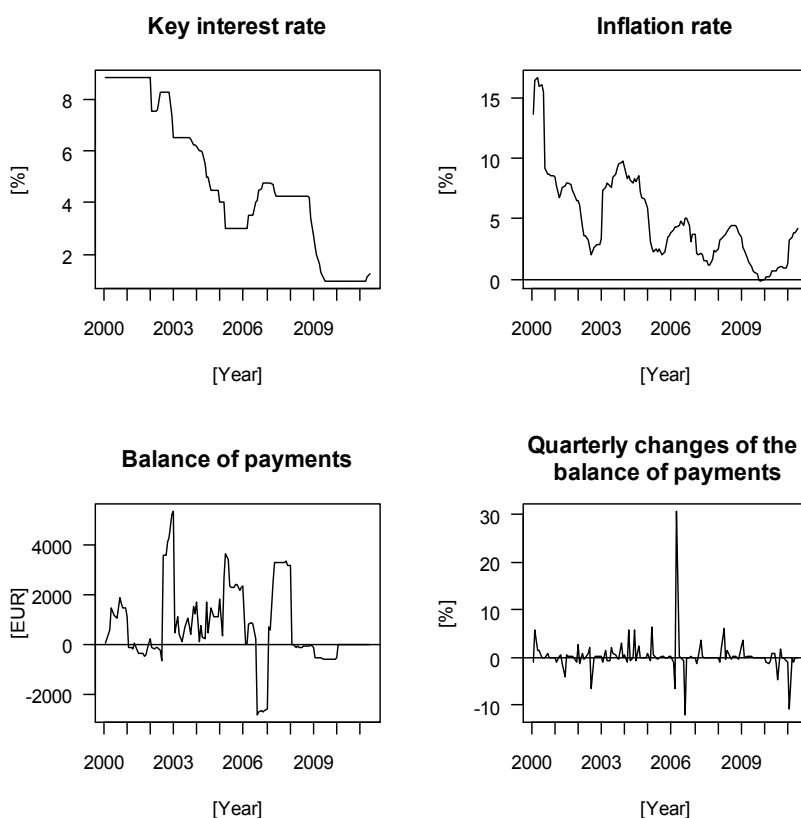 Key interest rate
[%]
8
6
4
2
2000 2003 2006 2009
[Year]
Inflation rate
[%]
15
10
5
0
2000 2003 2006 2009
[Year]
Balance of payments
[EUR]
4000
2000
0
-2000
2000 2003 2006 2009
[Year]
Quarterly changes of the
balance of payments
[%]
30
20
10
0
-10
2000 2003 2006 2009
[Year]